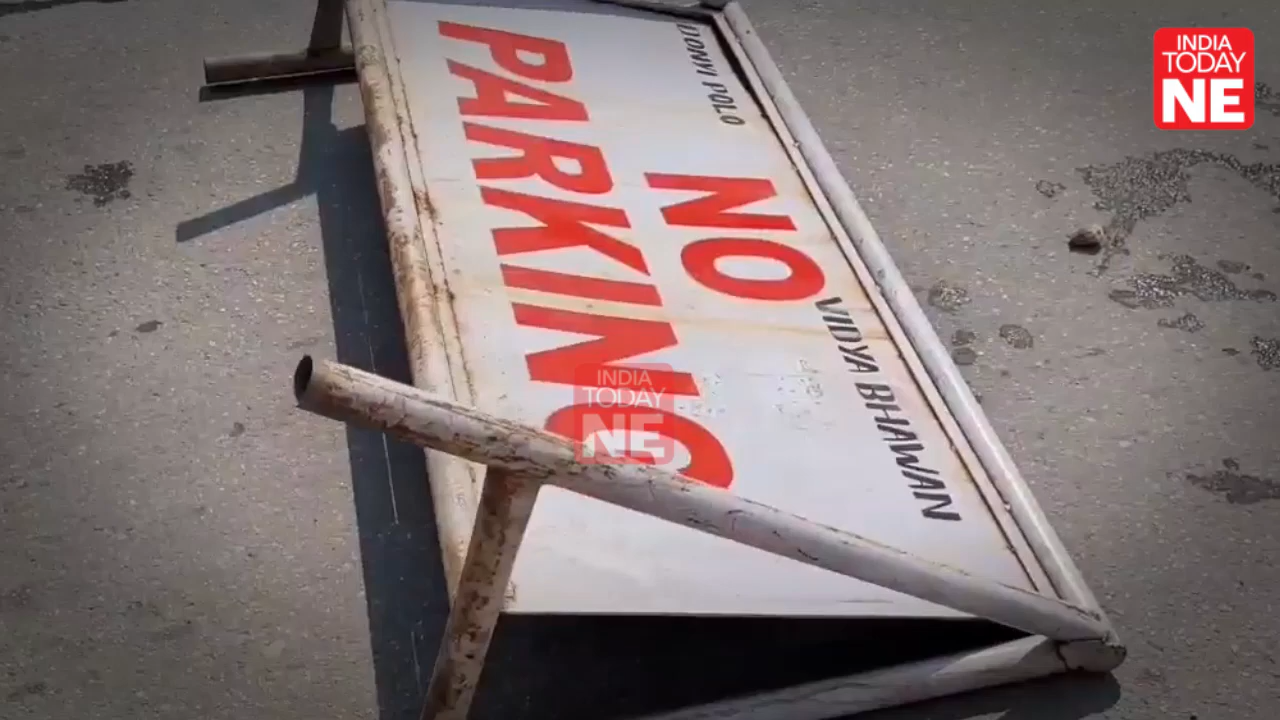 DONYI POLO
VIDYA BHAWAN
NO
PARKING
INDIA
TODAY
NE
INDIA
TODAY
NE